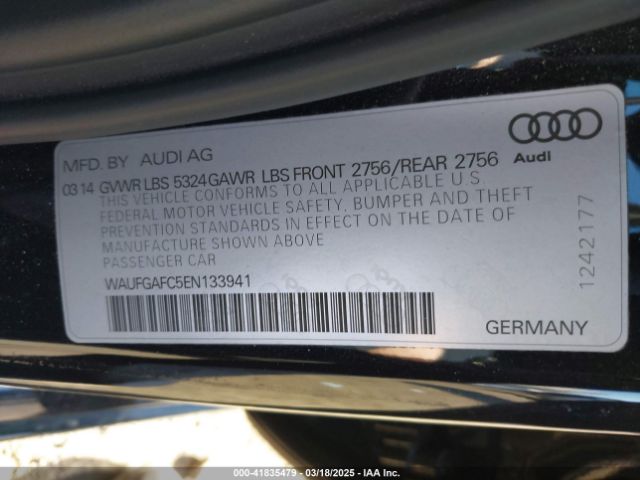 MFD. BY AUDI AG
Audi
03 14 GVWR LBS 5324 GAWR LBS FRONT 2756/REAR 2756
THIS VEHICLE CONFORMS TO ALL APPLICABLE U S
FEDERAL MOTOR VEHICLE SAFETY, BUMPER AND THEFT
PREVENTION STANDARDS IN EFFECT ON THE DATE OF
MANUFACTURE SHOWN ABOVE
PASSENGER CAR
WAUFGAFC5EN133941
1242177
GERMANY
000-41835479 — 03/18/2025 — IAA Inc.